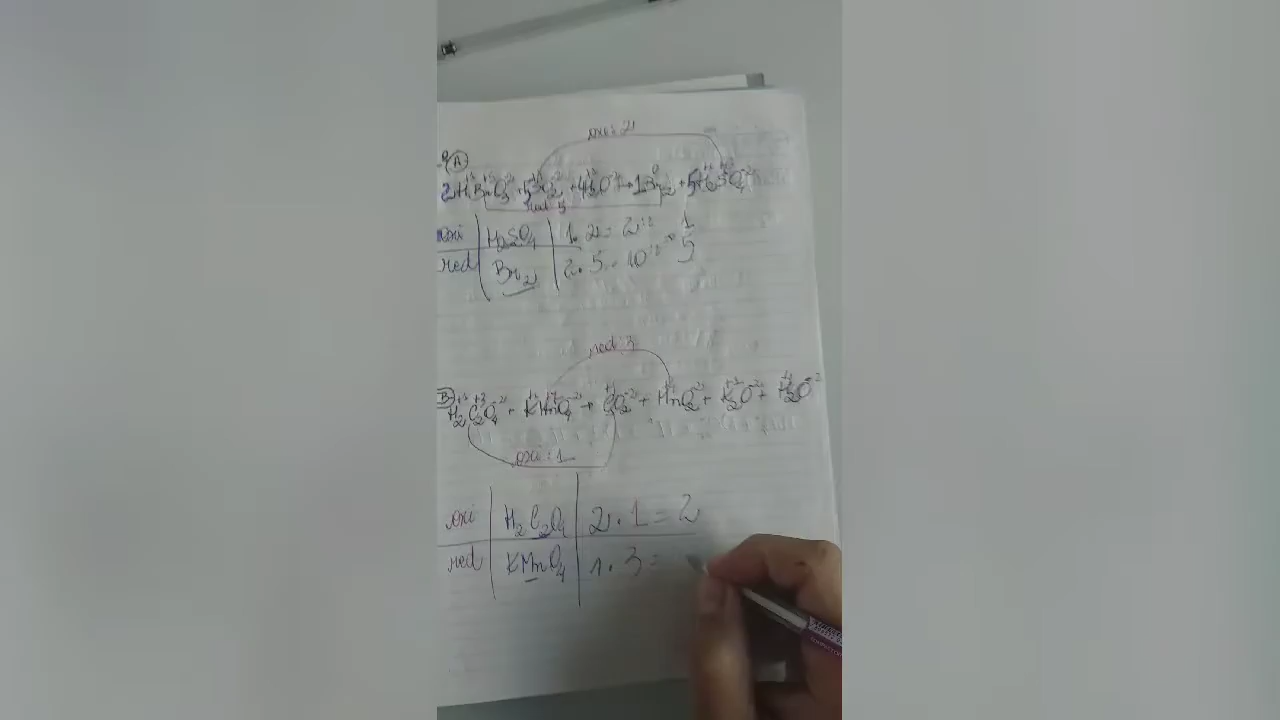 oxi: 2
A
2HBrO3 + 5SO2 + 4H2O → 1Br2 + 5H2SO4
red: 5
oxi H2SO4 1 . 2 = 2 :2 1
red Br2 2 . 5 = 10 :2 5
red: 3
B H2C2O4 + KMnO4 → CO2 + MnO2 + K2O + H2O
oxi: 1
oxi H2C2O4 2 . 1 = 2
red KMnO4 1 . 3 =